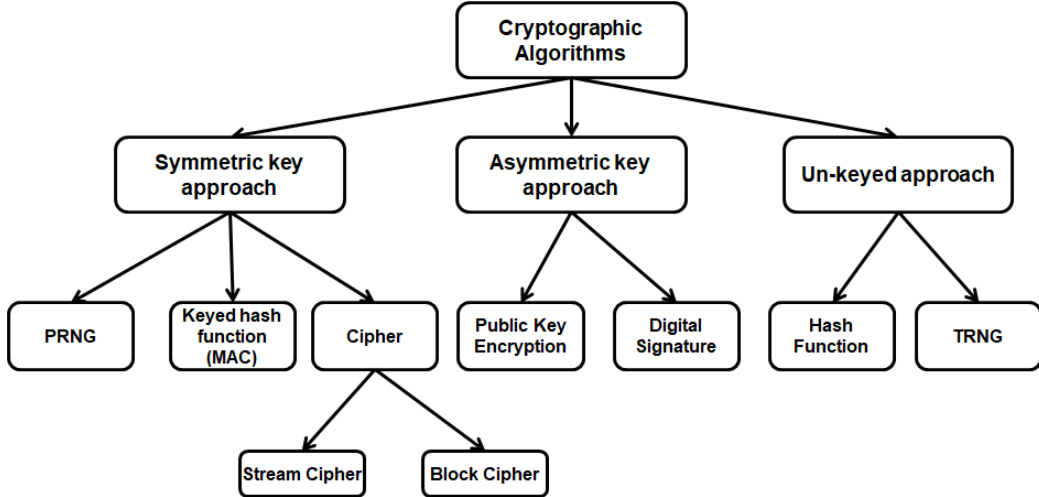 Cryptographic
Algorithms
Symmetric key
approach
Asymmetric key
approach
Un-keyed approach
PRNG
Keyed hash
function
(MAC)
Cipher
Public Key
Encryption
Digital
Signature
Hash
Function
TRNG
Stream Cipher
Block Cipher